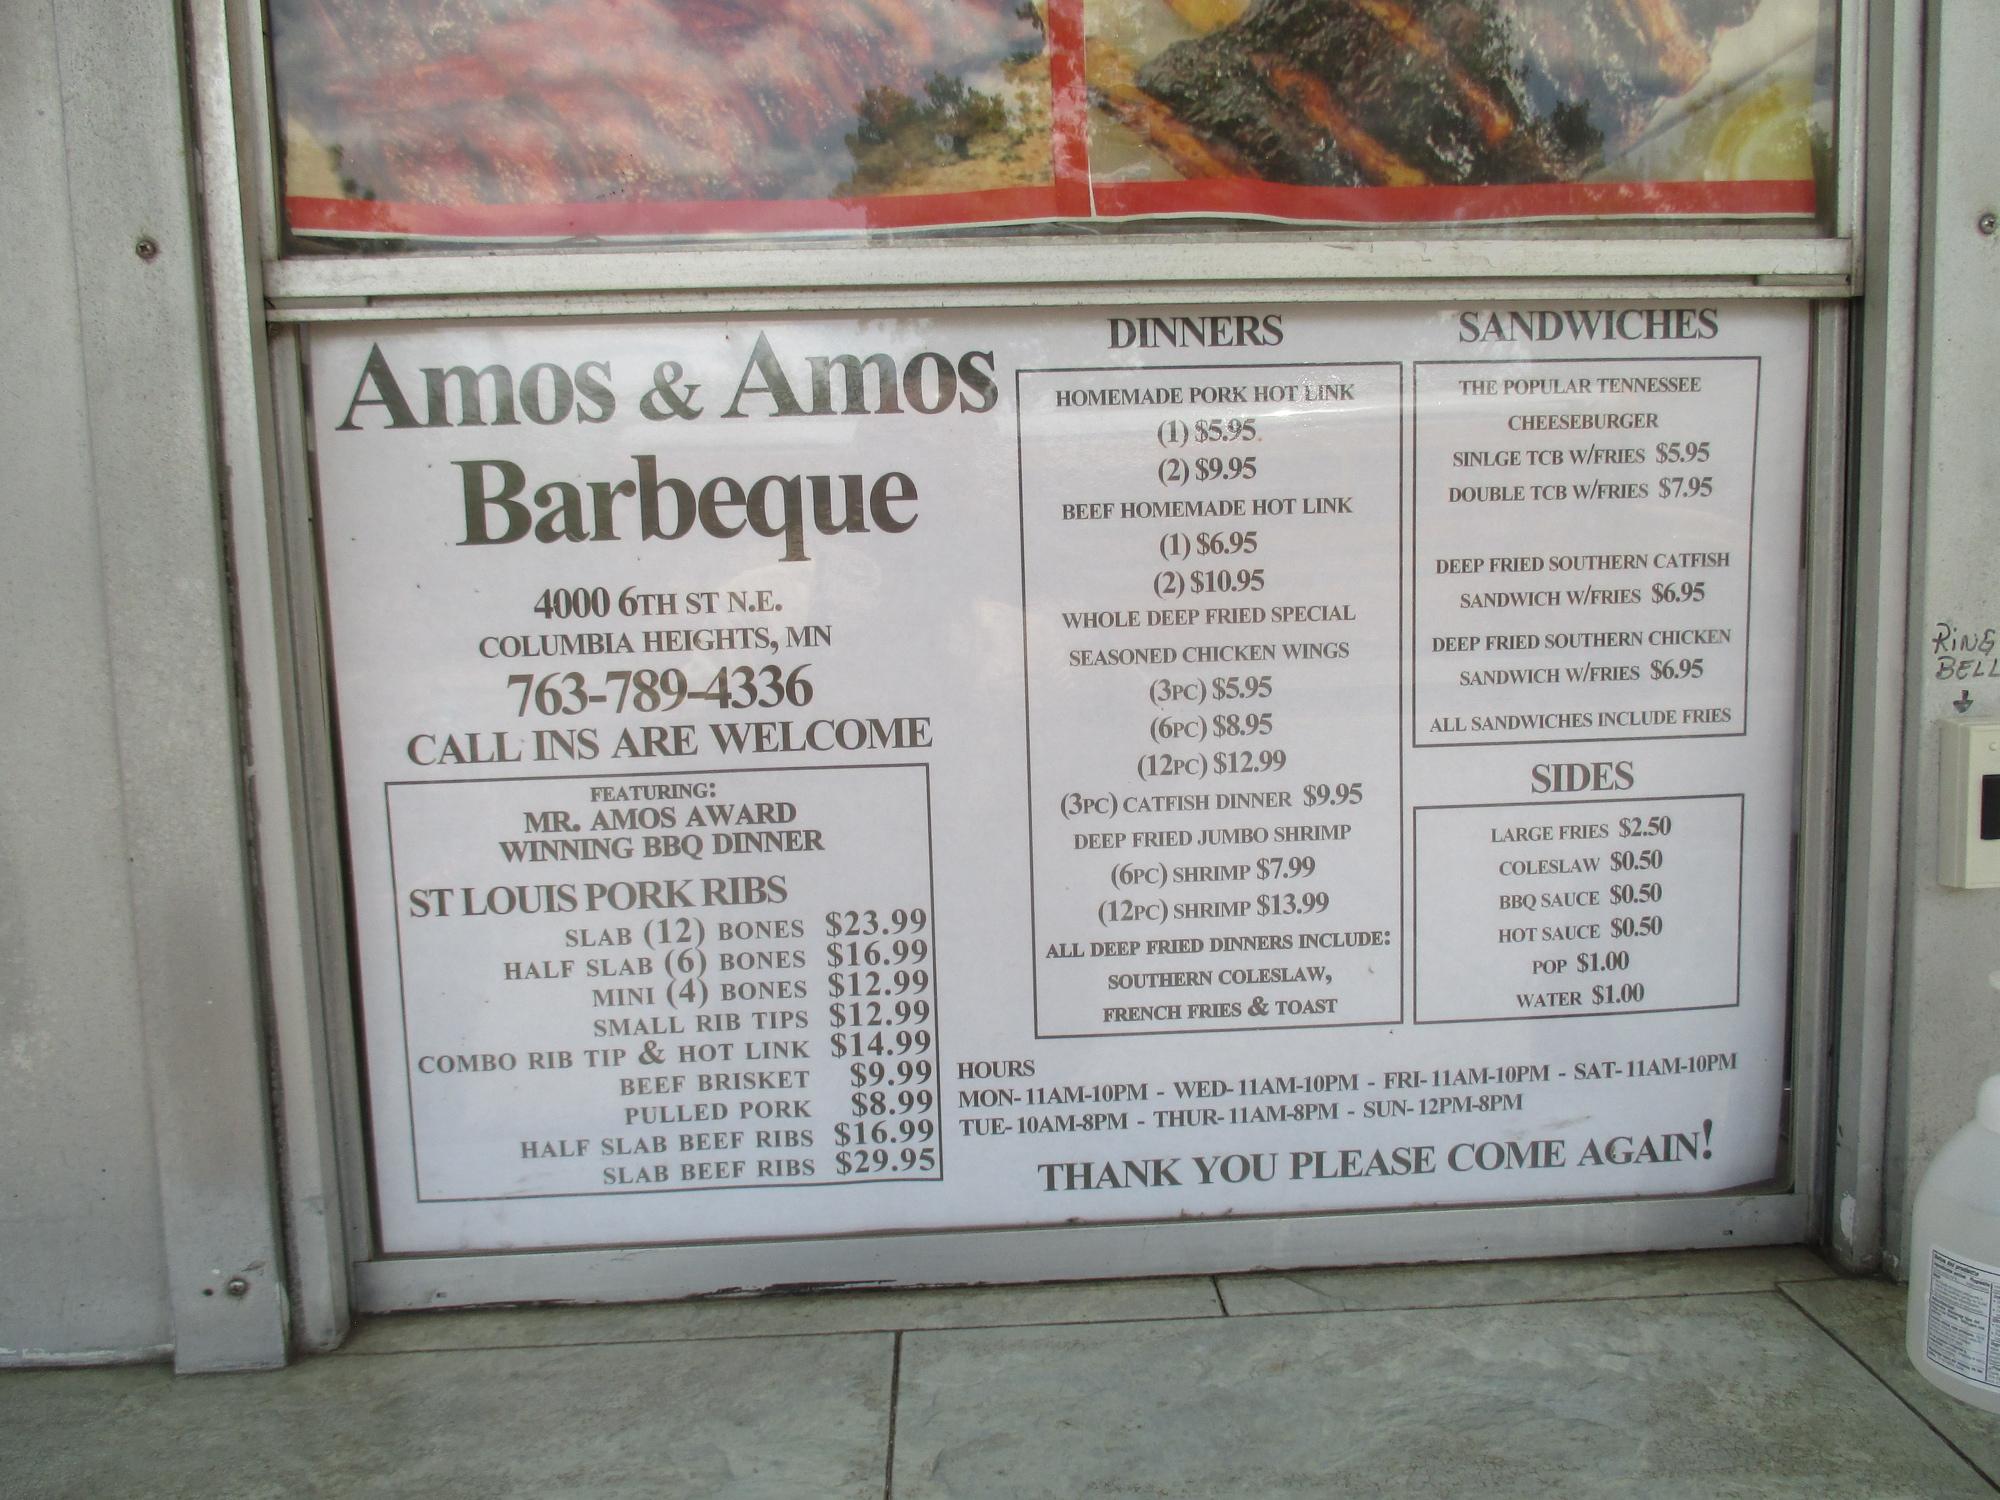 Amos & Amos
Barbeque
4000 6TH ST N.E.
COLUMBIA HEIGHTS, MN
763-789-4336
CALL INS ARE WELCOME
FEATURING:
MR. AMOS AWARD
WINNING BBQ DINNER
ST LOUIS PORK RIBS
SLAB (12) BONES $23.99
HALF SLAB (6) BONES $16.99
MINI (4) BONES $12.99
SMALL RIB TIPS $12.99
COMBO RIB TIP & HOT LINK $14.99
BEEF BRISKET $9.99
PULLED PORK $8.99
HALF SLAB BEEF RIBS $16.99
SLAB BEEF RIBS $29.95
DINNERS
HOMEMADE PORK HOT LINK
(1) $5.95
(2) $9.95
BEEF HOMEMADE HOT LINK
(1) $6.95
(2) $10.95
WHOLE DEEP FRIED SPECIAL
SEASONED CHICKEN WINGS
(3PC) $5.95
(6PC) $8.95
(12PC) $12.99
(3PC) CATFISH DINNER $9.95
DEEP FRIED JUMBO SHRIMP
(6PC) SHRIMP $7.99
(12PC) SHRIMP $13.99
ALL DEEP FRIED DINNERS INCLUDE:
SOUTHERN COLESLAW,
FRENCH FRIES & TOAST
SANDWICHES
THE POPULAR TENNESSEE
CHEESEBURGER
SINLGE TCB W/FRIES $5.95
DOUBLE TCB W/FRIES $7.95
DEEP FRIED SOUTHERN CATFISH
SANDWICH W/FRIES $6.95
DEEP FRIED SOUTHERN CHICKEN
SANDWICH W/FRIES $6.95
ALL SANDWICHES INCLUDE FRIES
SIDES
LARGE FRIES $2.50
COLESLAW $0.50
BBQ SAUCE $0.50
HOT SAUCE $0.50
POP $1.00
WATER $1.00
HOURS
MON- 11AM-10PM - WED- 11AM-10PM - FRI- 11AM-10PM - SAT- 11AM-10PM
TUE- 10AM-8PM - THUR- 11AM-8PM - SUN- 12PM-8PM
THANK YOU PLEASE COME AGAIN!
RING
BELL